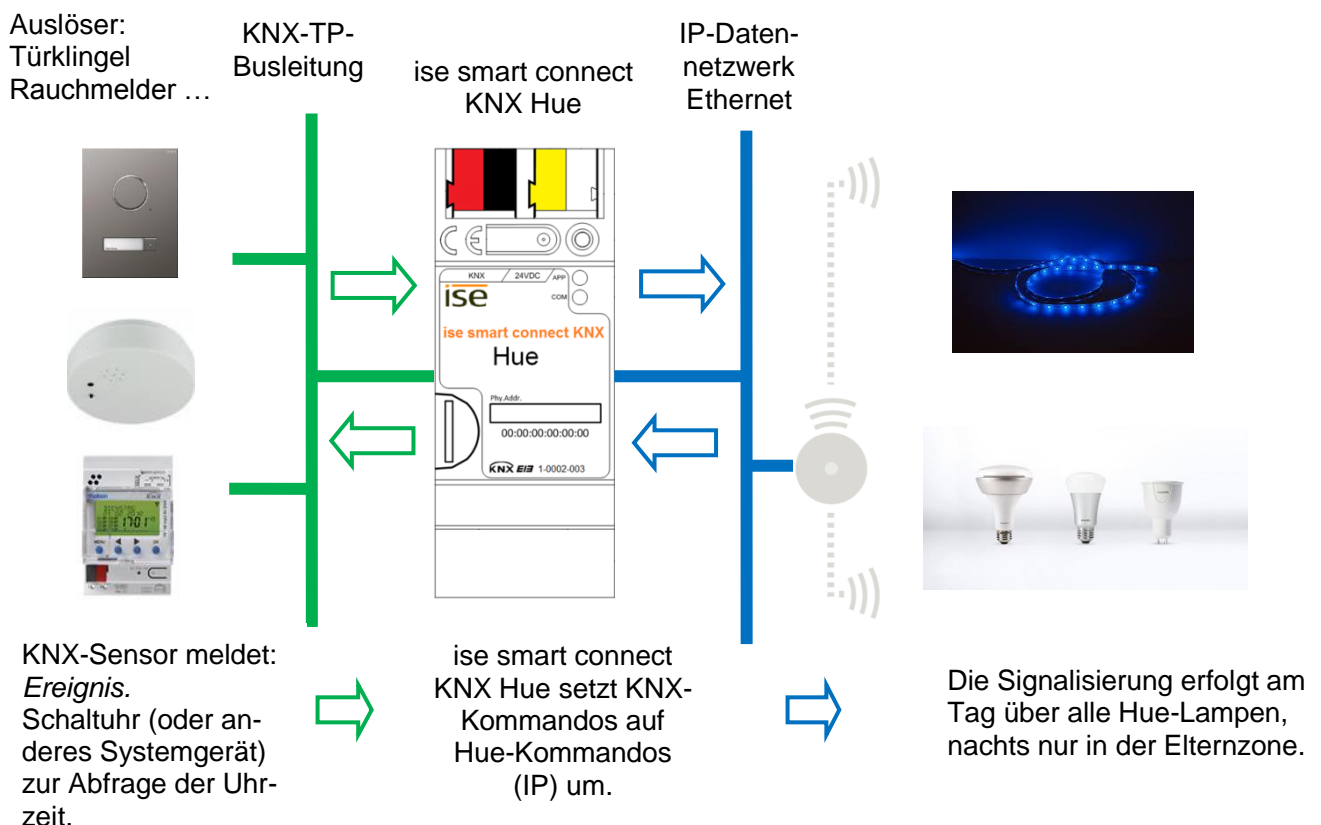 Auslöser:
Türklingel
Rauchmelder …
KNX-TP-
Busleitung
ise smart connect
KNX Hue
IP-Daten-
netzwerk
Ethernet
KNX
24VDC
APP
COM
ise
ise smart connect KNX
Hue
Phy.Addr.
00:00:00:00:00:00
KNX EIB 1-0002-003
KNX-Sensor meldet:
Ereignis.
Schaltuhr (oder an-
deres Systemgerät)
zur Abfrage der Uhr-
zeit.
ise smart connect
KNX Hue setzt KNX-
Kommandos auf
Hue-Kommandos
(IP) um.
Die Signalisierung erfolgt am
Tag über alle Hue-Lampen,
nachts nur in der Elternzone.